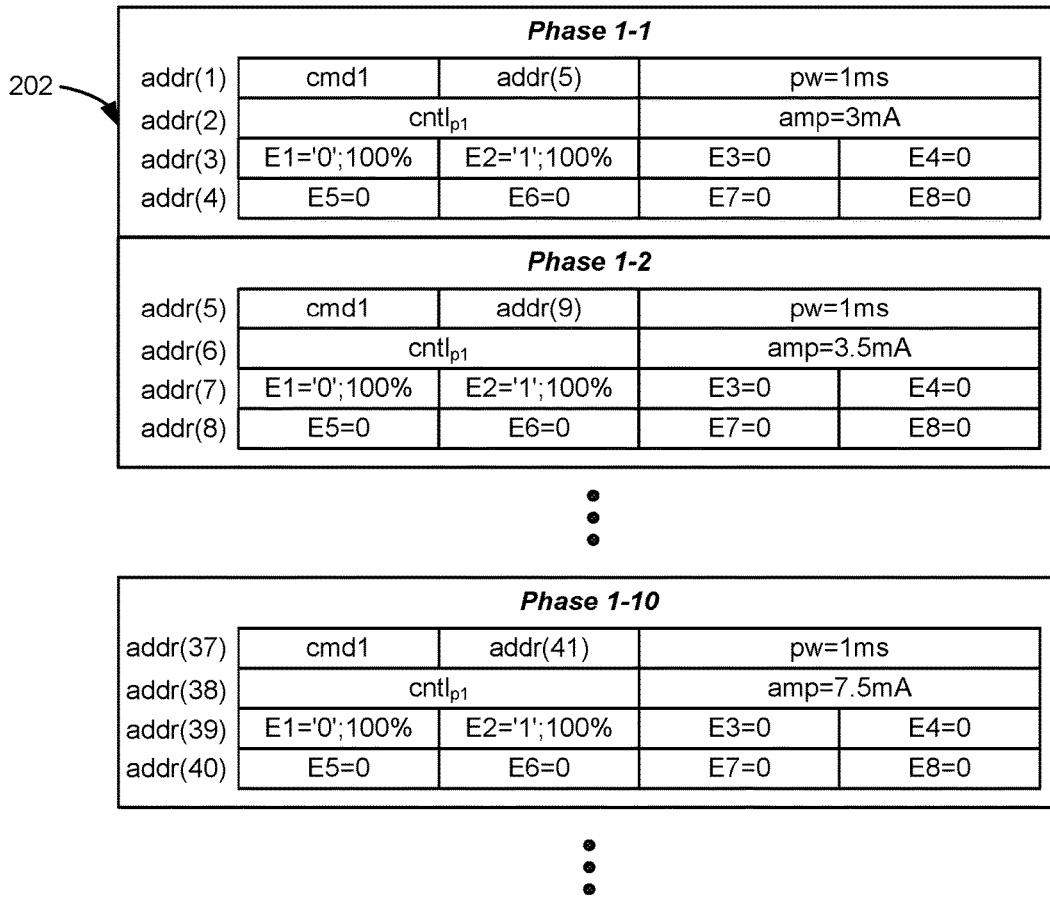 Phase 1-1
202
addr(1) cmd1 addr(5) pw=1ms
addr(2) cntlp1 amp=3mA
addr(3) E1='0';100% E2='1';100% E3=0 E4=0
addr(4) E5=0 E6=0 E7=0 E8=0
Phase 1-2
addr(5) cmd1 addr(9) pw=1ms
addr(6) cntlp1 amp=3.5mA
addr(7) E1='0';100% E2='1';100% E3=0 E4=0
addr(8) E5=0 E6=0 E7=0 E8=0
Phase 1-10
addr(37) cmd1 addr(41) pw=1ms
addr(38) cntlp1 amp=7.5mA
addr(39) E1='0';100% E2='1';100% E3=0 E4=0
addr(40) E5=0 E6=0 E7=0 E8=0